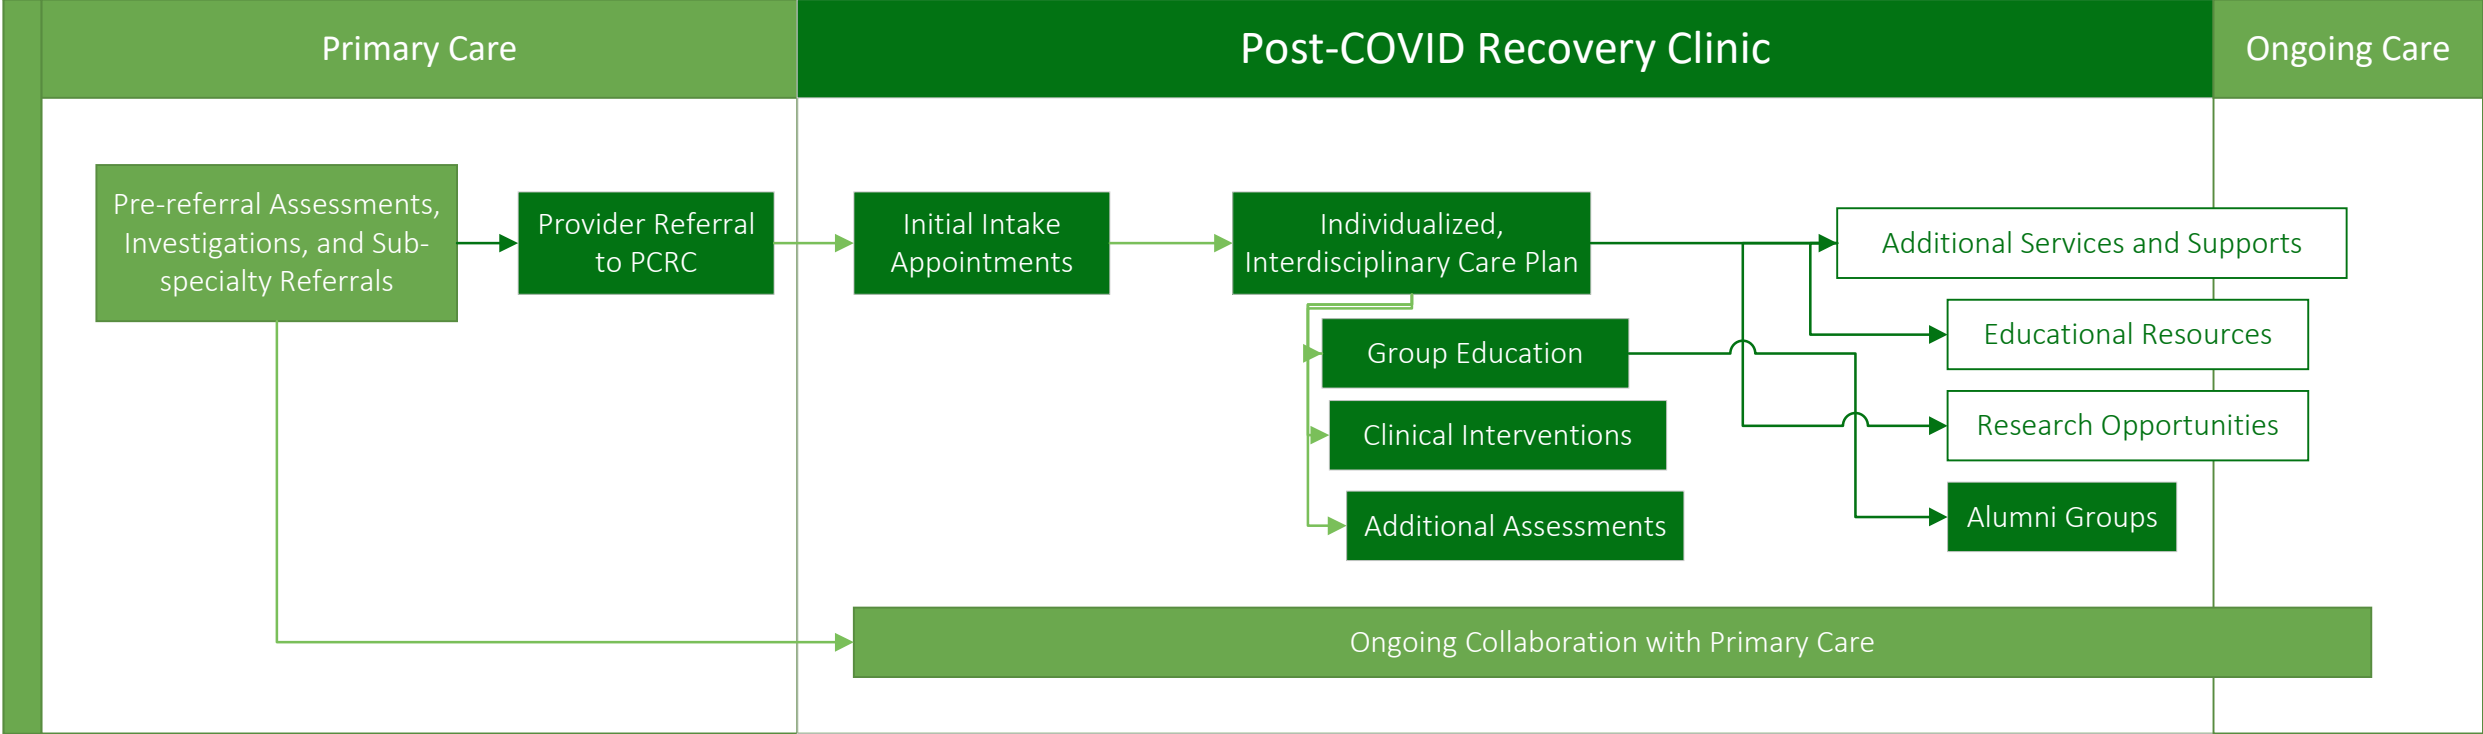 Primary Care
Post-COVID Recovery Clinic
Ongoing Care
Pre-referral Assessments,
Investigations, and Sub-
specialty Referrals
Provider Referral
to PCRC
Initial Intake
Appointments
Individualized,
Interdisciplinary Care Plan
Additional Services and Supports
Educational Resources
Group Education
Research Opportunities
Clinical Interventions
Alumni Groups
Additional Assessments
Ongoing Collaboration with Primary Care